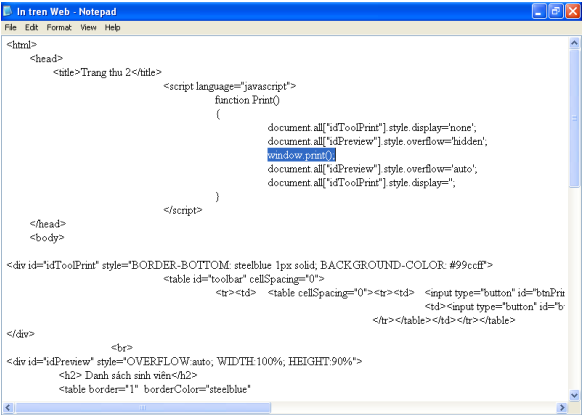 In tren Web - Notepad
File Edit Format View Help
<html>
<head>
<title>Trang thu 2</title>
<script language="javascript">
function Print()
{
document.all["idToolPrint"].style.display='none';
document.all["idPreview"].style.overflow='hidden';
window.print();
document.all["idPreview"].style.overflow='auto';
document.all["idToolPrint"].style.display='';
}
</script>
</head>
<body>
<div id="idToolPrint" style="BORDER-BOTTOM: steelblue 1px solid; BACKGROUND-COLOR: #99ccff">
<table id="toolbar" cellSpacing="0">
<tr><td> <table cellSpacing="0"><tr><td> <input type="button" id="btnPri
<td><input type="button" id="b
</tr></table></td></tr></table>
</div>
<br>
<div id="idPreview" style="OVERFLOW:auto; WIDTH:100%; HEIGHT:90%">
<h2> Danh sách sinh viên</h2>
<table border="1" borderColor="steelblue"